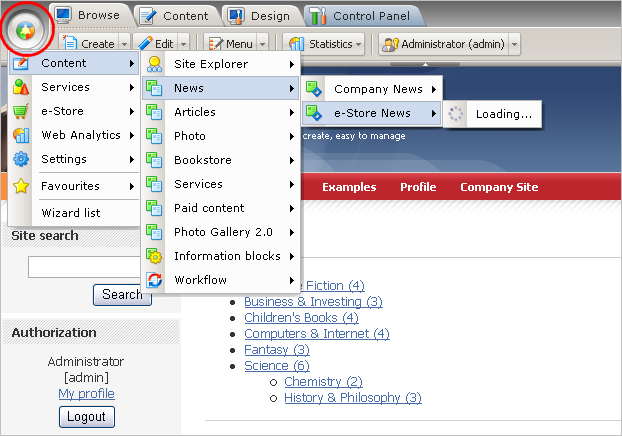 Browse Content Design Control Panel
Create Edit Menu Statistics Administrator (admin)
Content
Services
e-Store
Web Analytics
Settings
Favourites
Wizard list
Site Explorer
News
Articles
Photo
Bookstore
Services
Paid content
Photo Gallery 2.0
Information blocks
Workflow
Company News
e-Store News
Loading...
create, easy to manage
Examples Profile Company Site
Site search
Search
Authorization
Administrator
[admin]
My profile
Logout
Fiction (4)
Business & Investing (3)
Children's Books (4)
Computers & Internet (4)
Fantasy (3)
Science (6)
Chemistry (2)
History & Philosophy (3)